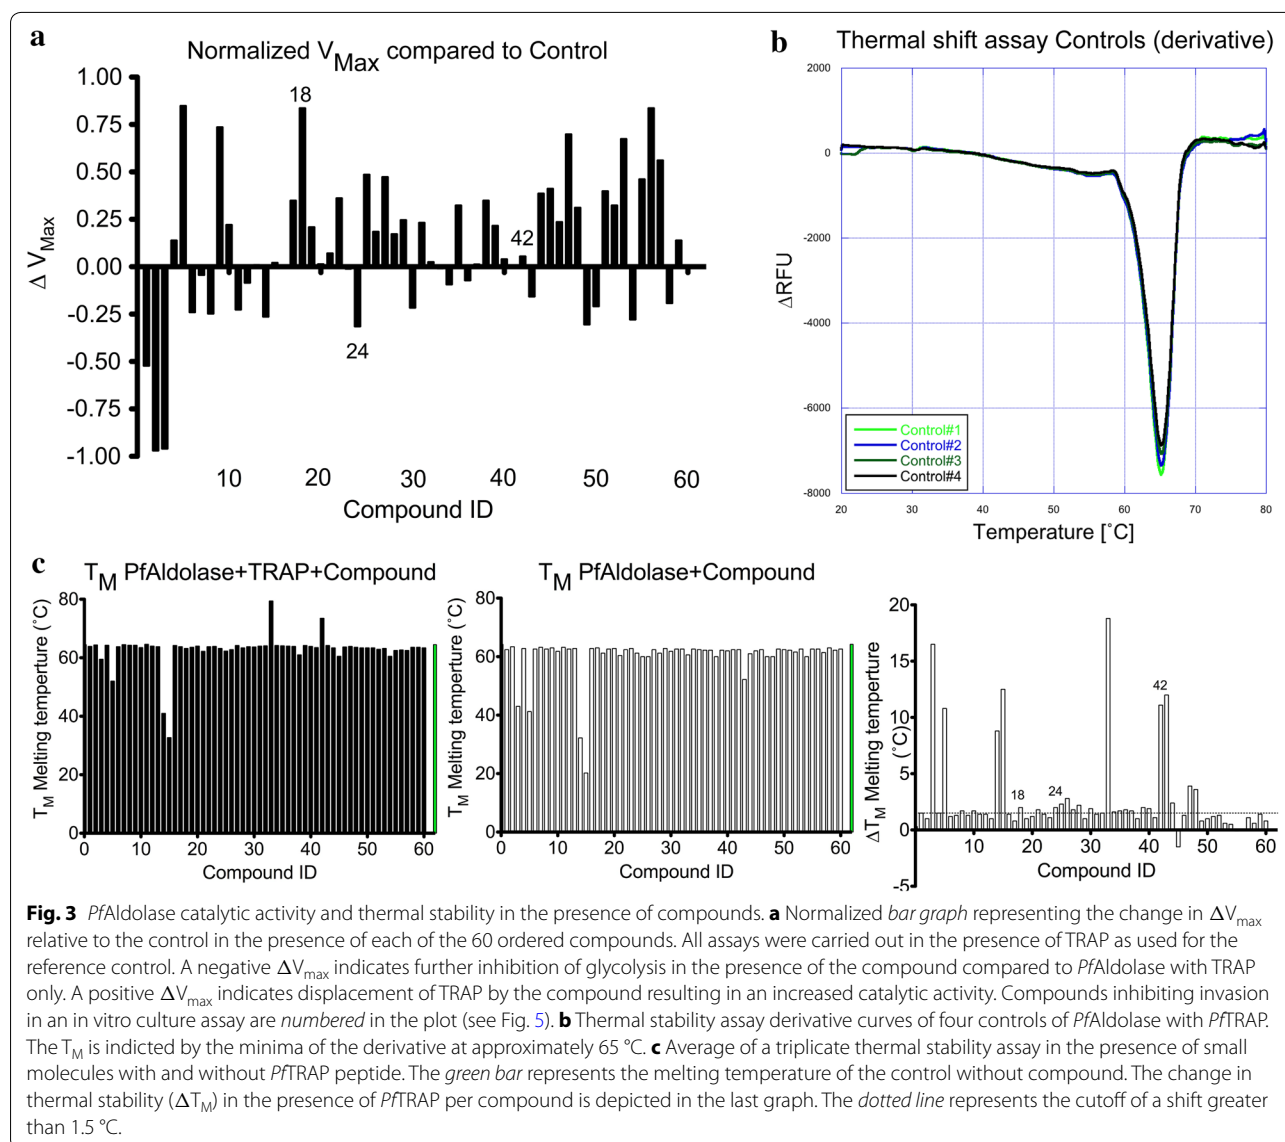 a
Normalized VMax compared to Control
1.00
0.75
0.50
0.25
0.00
-0.25
-0.50
-0.75
-1.00
Δ VMax
18
42
24
10 20 30 40 50 60
Compound ID
b
Thermal shift assay Controls (derivative)
2000
0
-2000
-4000
-6000
-8000
ΔRFU
Control#1
Control#2
Control#3
Control#4
20 30 40 50 60 70 80
Temperature [°C]
c
TM PfAldolase+TRAP+Compound
80
60
40
20
0
TM Melting temperture (°C)
0 10 20 30 40 50 60
Compound ID
TM PfAldolase+Compound
80
60
40
20
0
TM Melting temperture (°C)
0 10 20 30 40 50 60
Compound ID
20
15
10
5
0
-5
ΔTM Melting temperture
(°C)
18
24
42
10 20 30 40 50 60
Compound ID
Fig. 3 PfAldolase catalytic activity and thermal stability in the presence of compounds. a Normalized bar graph representing the change in ΔVmax
relative to the control in the presence of each of the 60 ordered compounds. All assays were carried out in the presence of TRAP as used for the
reference control. A negative ΔVmax indicates further inhibition of glycolysis in the presence of the compound compared to PfAldolase with TRAP
only. A positive ΔVmax indicates displacement of TRAP by the compound resulting in an increased catalytic activity. Compounds inhibiting invasion
in an in vitro culture assay are numbered in the plot (see Fig. 5). b Thermal stability assay derivative curves of four controls of PfAldolase with PfTRAP.
The TM is indicted by the minima of the derivative at approximately 65 °C. c Average of a triplicate thermal stability assay in the presence of small
molecules with and without PfTRAP peptide. The green bar represents the melting temperature of the control without compound. The change in
thermal stability (ΔTM) in the presence of PfTRAP per compound is depicted in the last graph. The dotted line represents the cutoff of a shift greater
than 1.5 °C.